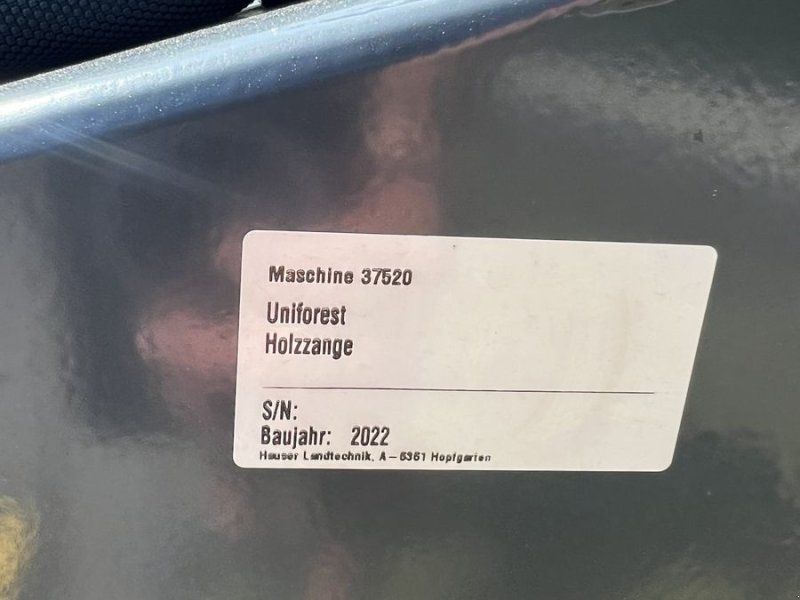 Maschine 37520
Uniforest
Holzzange
S/N:
Baujahr: 2022
Hauser Landtechnik, A-6361 Hopfgarten